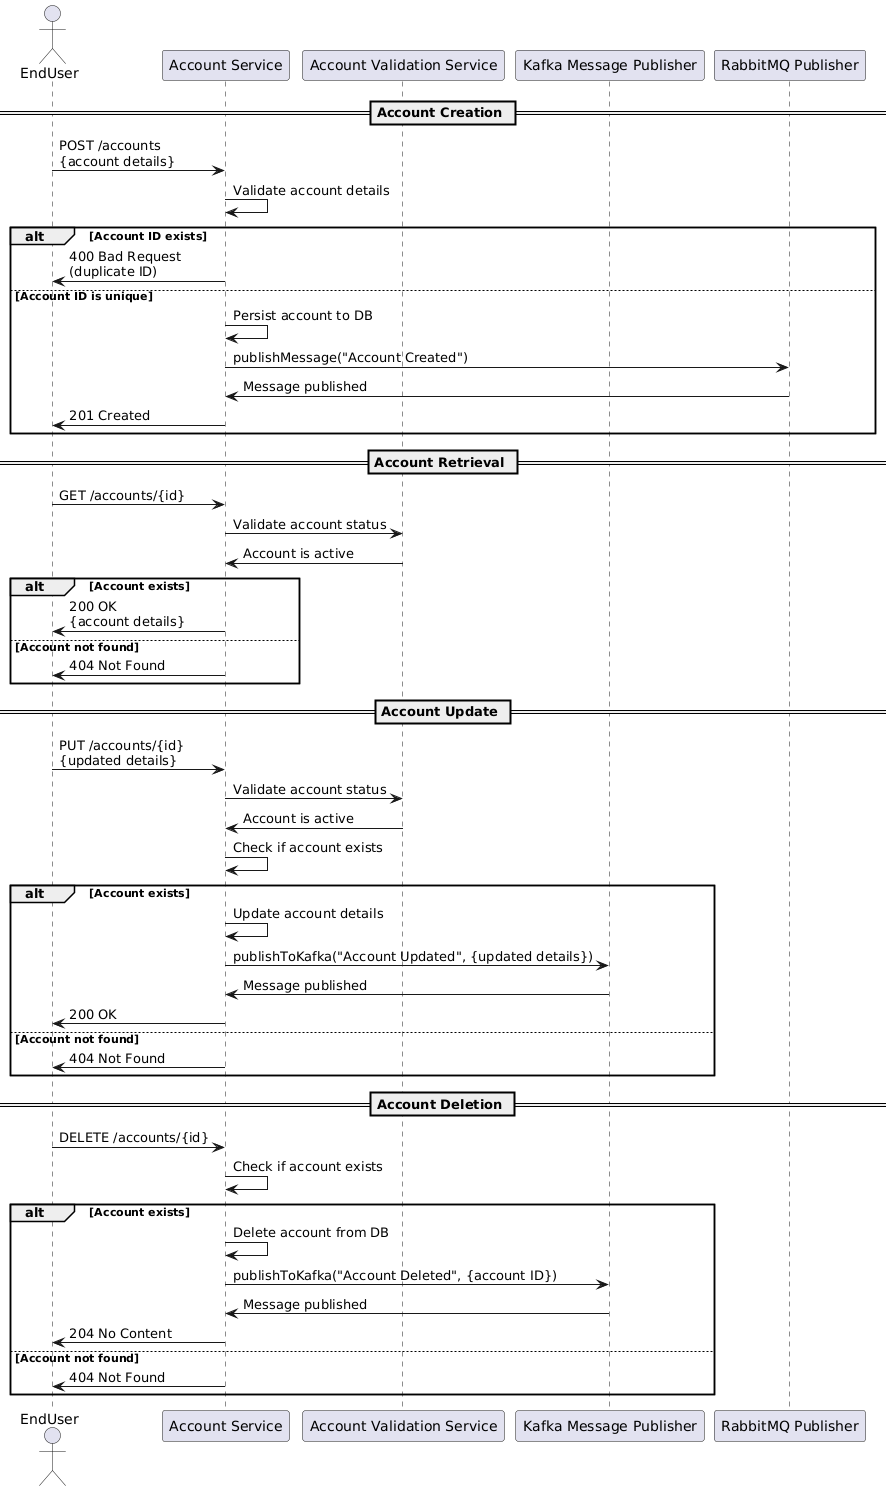 EndUser
Account Service
Account Validation Service
Kafka Message Publisher
RabbitMQ Publisher
Account Creation
POST /accounts
{account details}
Validate account details
alt
[Account ID exists]
400 Bad Request
(duplicate ID)
[Account ID is unique]
Persist account to DB
publishMessage("Account Created")
Message published
201 Created
Account Retrieval
GET /accounts/{id}
Validate account status
Account is active
alt
[Account exists]
200 OK
{account details}
[Account not found]
404 Not Found
Account Update
PUT /accounts/{id}
{updated details}
Validate account status
Account is active
Check if account exists
alt
[Account exists]
Update account details
publishToKafka("Account Updated", {updated details})
Message published
200 OK
[Account not found]
404 Not Found
Account Deletion
DELETE /accounts/{id}
Check if account exists
alt
[Account exists]
Delete account from DB
publishToKafka("Account Deleted", {account ID})
Message published
204 No Content
[Account not found]
404 Not Found
EndUser
Account Service
Account Validation Service
Kafka Message Publisher
RabbitMQ Publisher